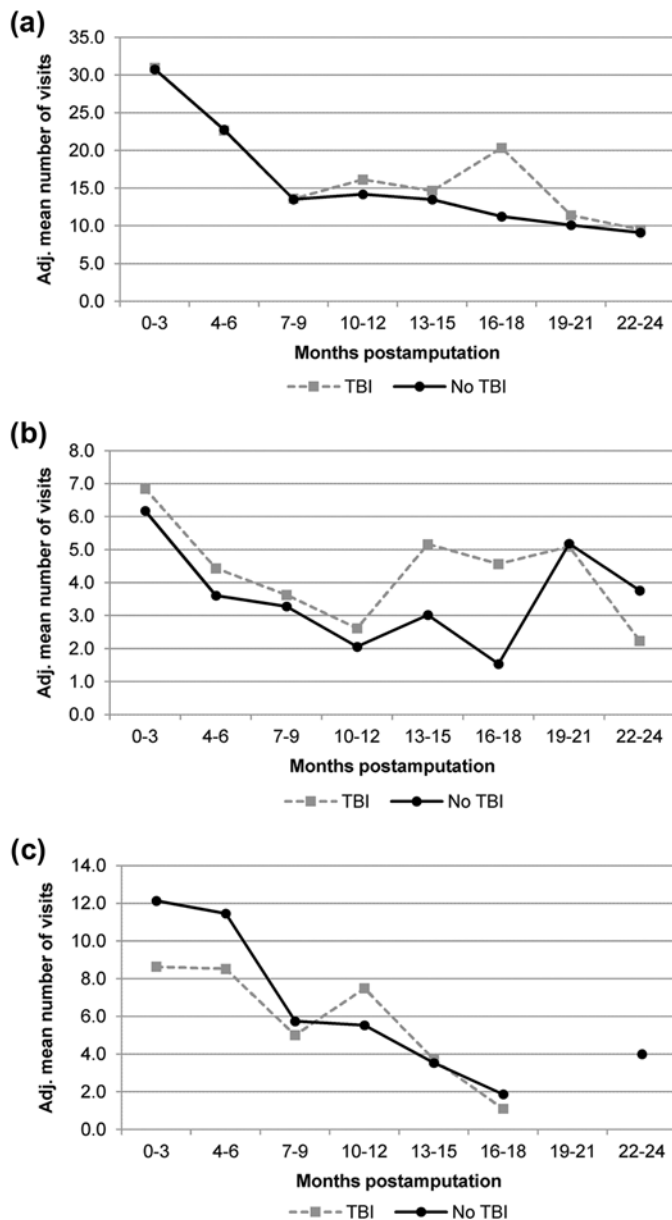 (a)
35.0
30.0
25.0
20.0
15.0
10.0
5.0
0.0
Adj. mean number of visits
0-3 4-6 7-9 10-12 13-15 16-18 19-21 22-24
Months postamputation
TBI No TBI
(b)
8.0
7.0
6.0
5.0
4.0
3.0
2.0
1.0
0.0
Adj. mean number of visits
0-3 4-6 7-9 10-12 13-15 16-18 19-21 22-24
Months postamputation
TBI No TBI
(c)
14.0
12.0
10.0
8.0
6.0
4.0
2.0
0.0
Adj. mean number of visits
0-3 4-6 7-9 10-12 13-15 16-18 19-21 22-24
Months postamputation
TBI No TBI